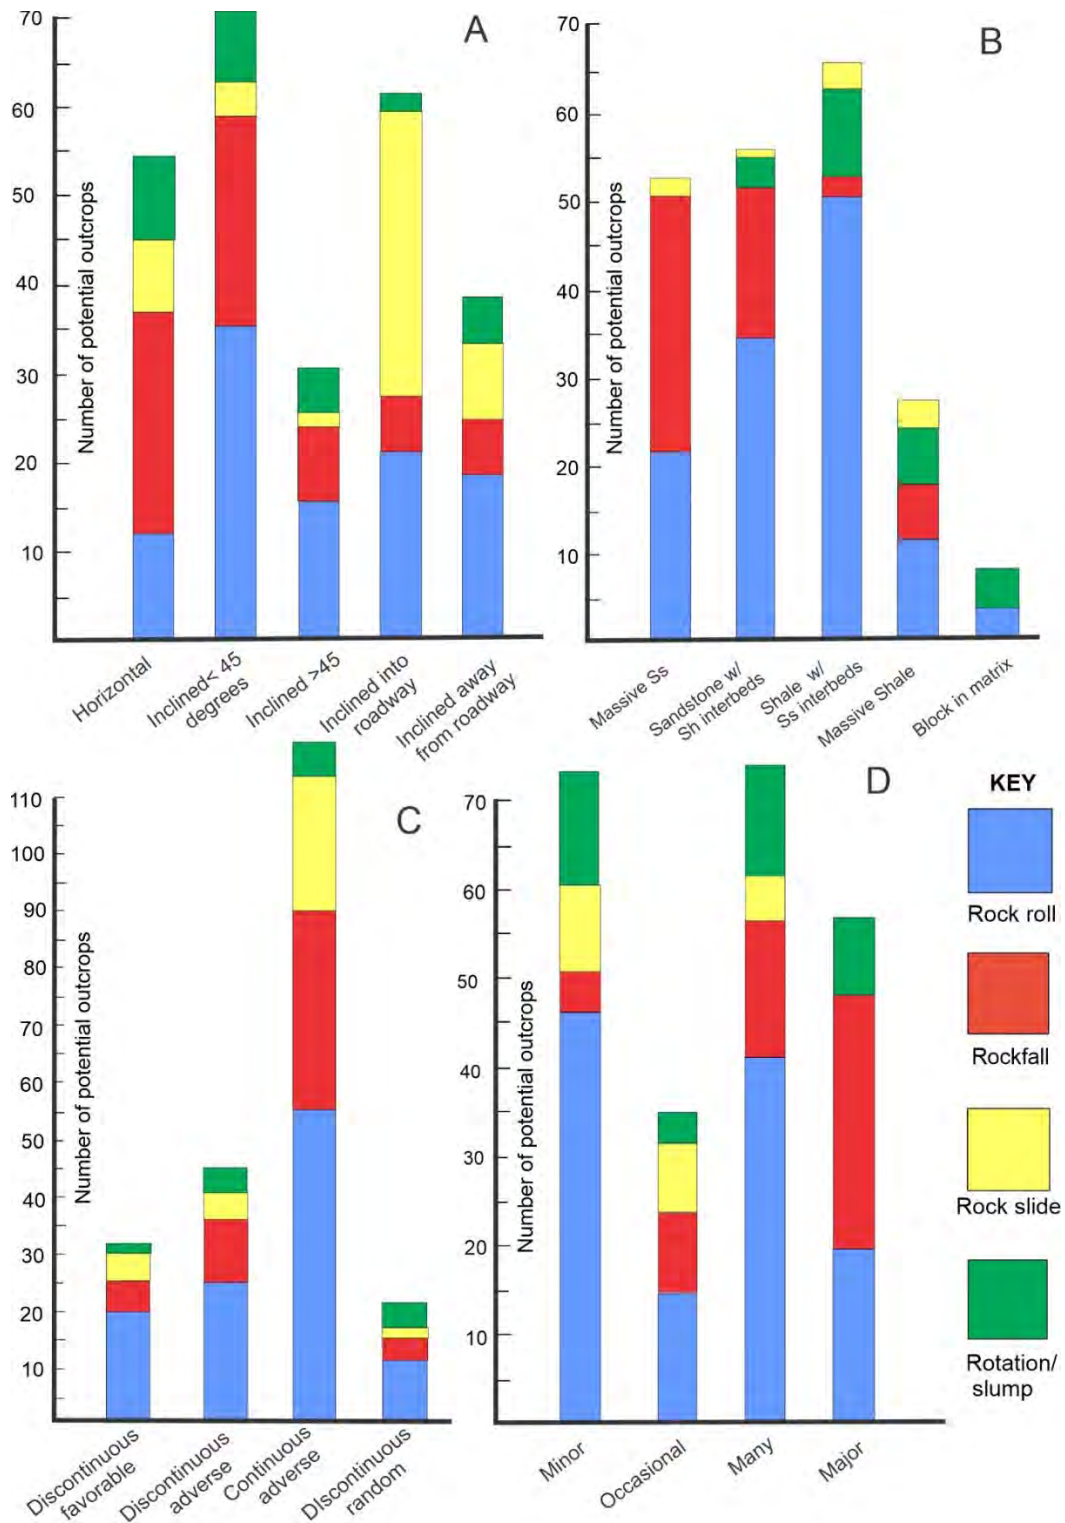 A
70
60
50
40
30
20
10
Number of potential outcrops
Horizontal
Inclined< 45
degrees
Inclined >45
Inclined into
roadway
Inclined away
from roadway
B
70
60
50
40
30
20
10
Number of potential outcrops
Massive Ss
Sandstone w/
Sh interbeds
Shale w/
Ss interbeds
Massive Shale
Block in matrix
C
110
100
90
80
70
60
50
40
30
20
10
Number of potential outcrops
Discontinuous
favorable
Discontinuous
adverse
Continuous
adverse
DIscontinuous
random
D
70
60
50
40
30
20
10
Number of potential outcrops
Minor
Occasional
Many
Major
KEY
Rock roll
Rockfall
Rock slide
Rotation/
slump